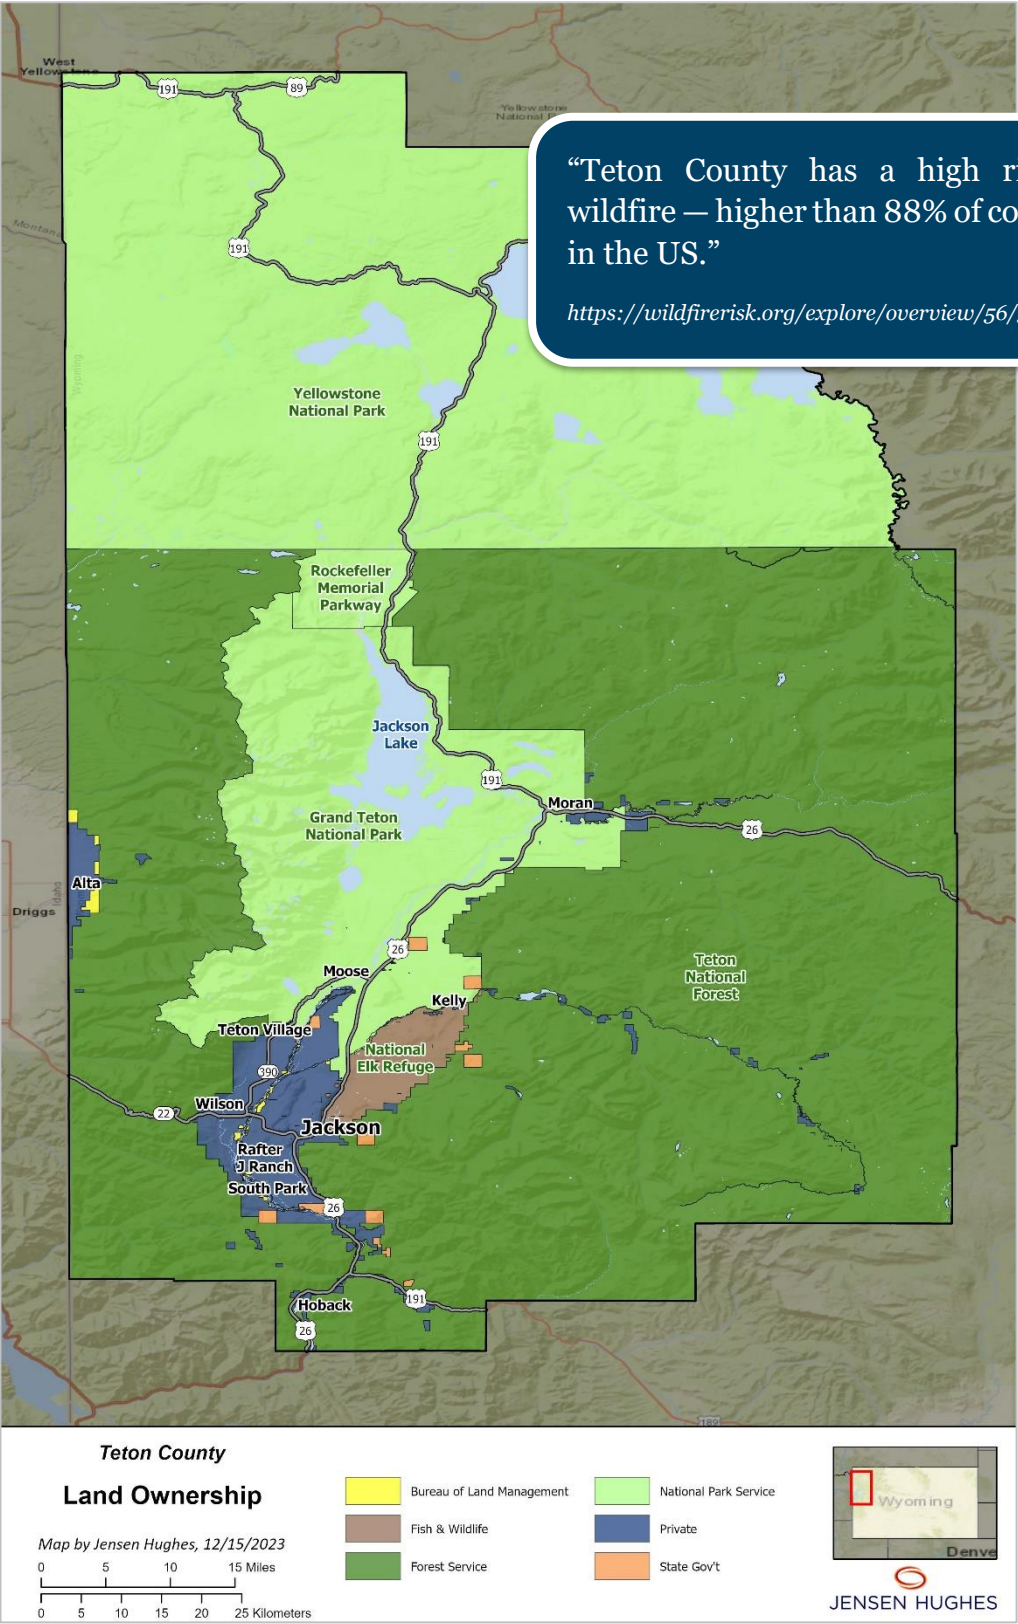 West
Yellowstone
191
89
Yellowstone
“Teton County has a high
wildfire — higher than 88% of
in the US.”
https://wildfirerisk.org/explore/overview/56/
Montana
191
Wyoming
Yellowstone
National Park
191
Rockefeller
Memorial
Parkway
Jackson
Lake
191
Moran
26
Grand Teton
National Park
Alta
Idaho
Driggs
26
Moose
Teton
National
Forest
Kelly
Teton Village
National
Elk Refuge
390
Wilson
22
Jackson
Rafter
J Ranch
South Park
26
191
Hoback
26
189
Teton County
Land Ownership
Map by Jensen Hughes, 12/15/2023
0 5 10 15 Miles
0 5 10 15 20 25 Kilometers
Bureau of Land Management
Fish & Wildlife
Forest Service
National Park Service
Private
State Gov't
Wyoming
Denve
JENSEN HUGHES